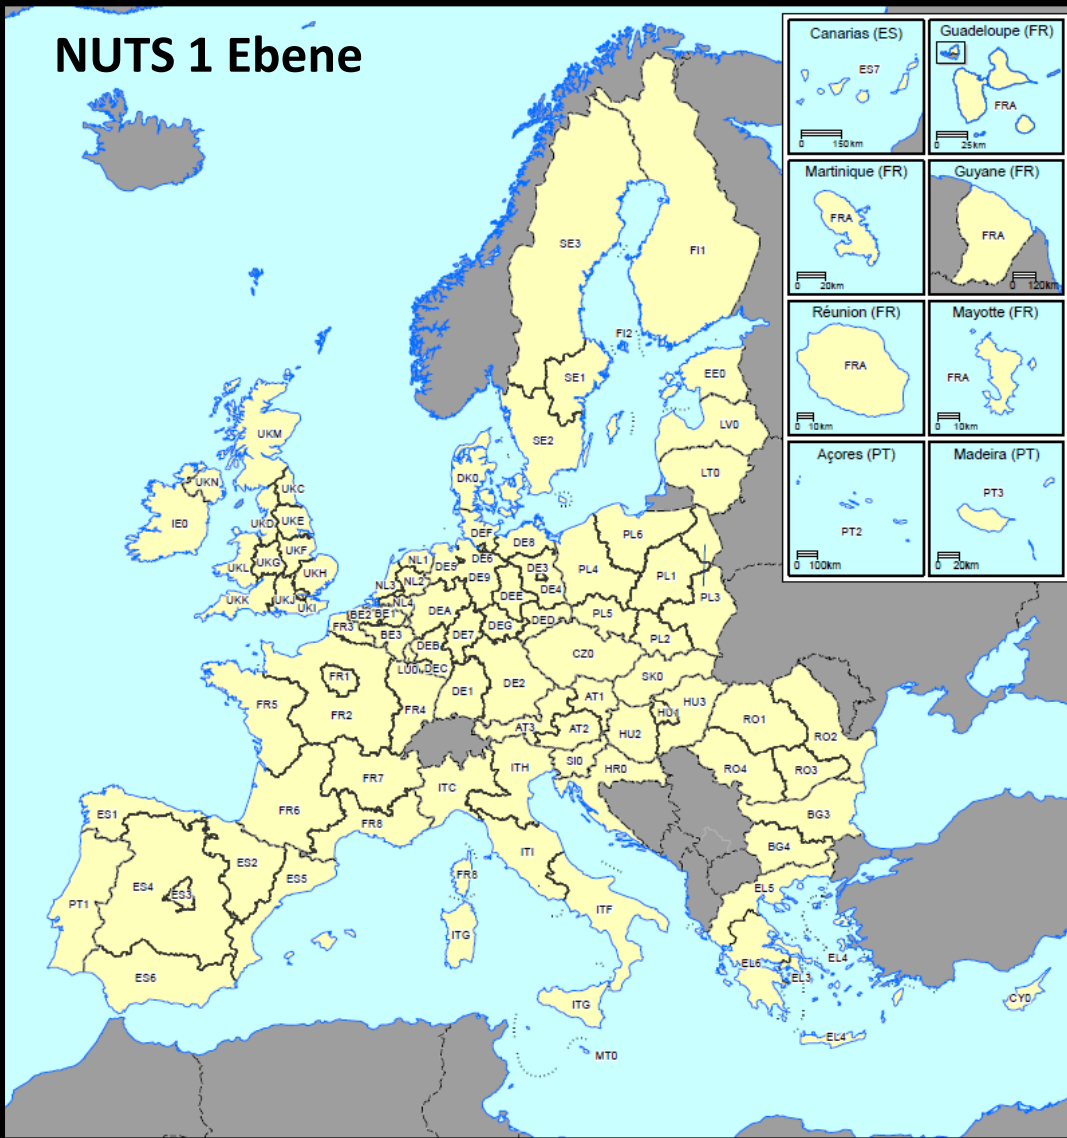 NUTS 1 Ebene
Canarias (ES)
ES7
0 150km
Guadeloupe (FR)
FRA
0 25km
Martinique (FR)
FRA
0 20km
Guyane (FR)
FRA
0 120km
Réunion (FR)
FRA
0 10km
Mayotte (FR)
FRA
0 10km
Açores (PT)
PT2
0 100km
Madeira (PT)
PT3
0 20km
SE3
FI1
FI2
SE1
EE0
SE2
LV0
LT0
UKM
UKN
UKC
IE0
UKD
UKE
UKF
UKL
UKG
UKH
UKK
UKJ
UKI
DK0
DEF
DE8
DE6
NL1
DE5
NL3
NL2
DE9
DE3
DE4
NL4
DEA
DEE
BE2
BE1
FR3
BE3
DEB
DE7
DEG
DED
LU0
DEC
PL6
PL4
PL1
PL3
PL5
PL2
CZ0
SK0
FR1
FR2
FR5
FR4
DE1
DE2
AT1
AT3
AT2
HU1
HU3
HU2
RO1
RO2
RO4
RO3
SI0
HR0
ITH
ITC
FR7
FR6
FR8
ITI
BG3
BG4
ES1
ES2
ES5
ES4
ES3
PT1
ES6
FR8
ITG
ITF
ITG
MT0
EL5
EL6
EL3
EL4
EL4
CY0